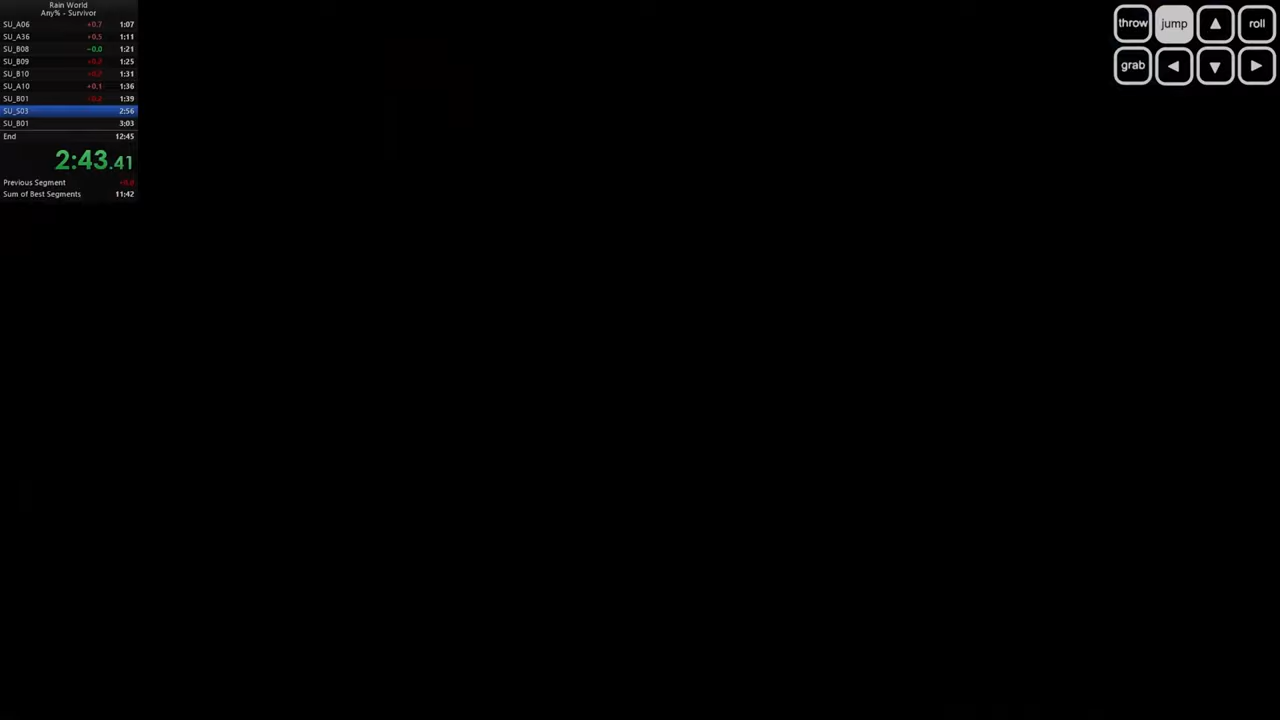 Rain World
Any% - Survivor
SU_A06 +0.7 1:07
SU_A36 +0.5 1:11
SU_B08 −0.0 1:21
SU_B09 1:25
SU_B10 1:31
SU_A10 +0.1 1:36
SU_B01 1:39
SU_S03 2:56
SU_B01 3:03
End 12:45
2:43.41
Previous Segment +0.0
Sum of Best Segments 11:42
throw jump ▲ roll
grab ◀ ▼ ▶